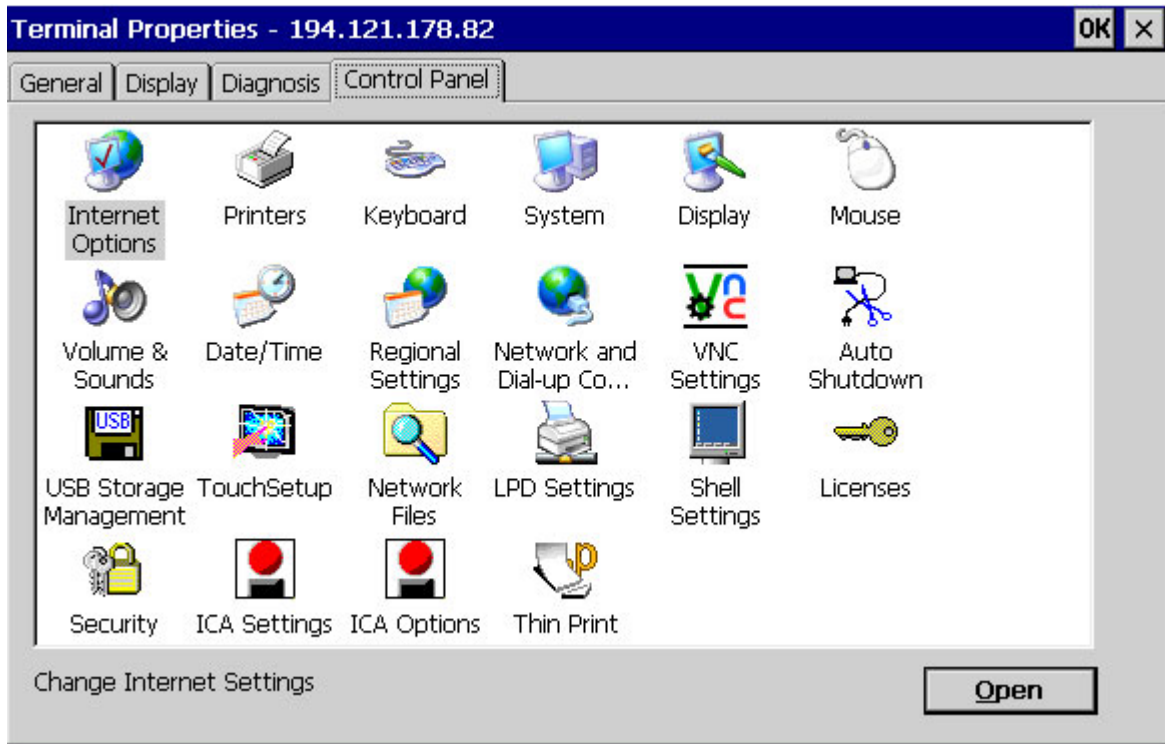 Terminal Properties - 194.121.178.82 OK
General Display Diagnosis Control Panel
Internet Printers Keyboard System Display Mouse
Options
VNC
Volume & Date/Time Regional Network and VNC Auto
Sounds Settings Dial-up Co... Settings Shutdown
USB
USB Storage TouchSetup Network LPD Settings Shell Licenses
Management Files Settings
p
Security ICA Settings ICA Options Thin Print
Change Internet Settings Open